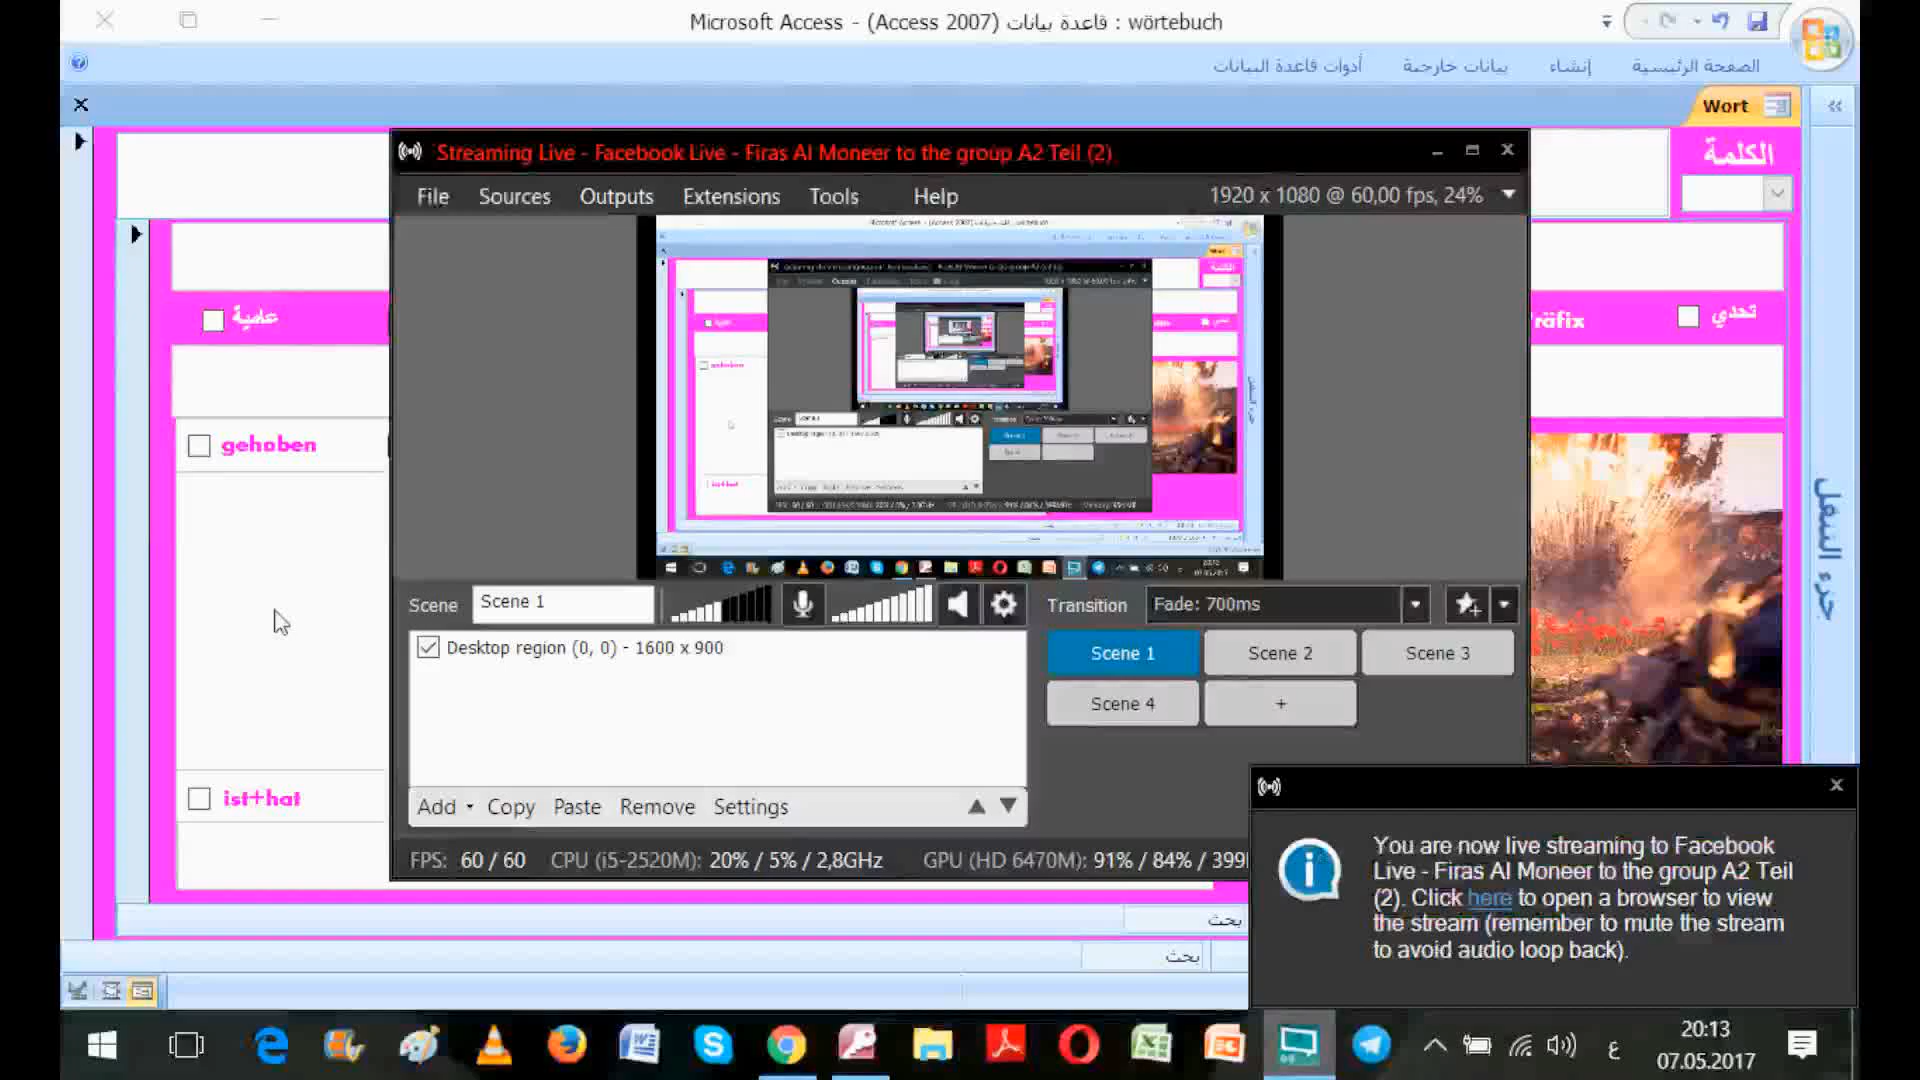 Microsoft Access - (Access 2007) قاعدة بيانات : wörtebuch
الصفحة الرئيسية
إنشاء
بيانات خارجية
أدوات قاعدة البيانات
Wort
الكلمة
Streaming Live - Facebook Live - Firas Al Moneer to the group A2 Teil (2)
File Sources Outputs Extensions Tools Help
1920 x 1080 @ 60,00 fps, 24%
عامية
räfix
تحدي
gehoben
ist+hat
جزء التنقل
Scene Scene 1
Transition Fade: 700ms
Desktop region (0, 0) - 1600 x 900
Scene 1 Scene 2 Scene 3
Scene 4 +
Add Copy Paste Remove Settings
FPS: 60 / 60 CPU (i5-2520M): 20% / 5% / 2,8GHz GPU (HD 6470M): 91% / 84% / 399
You are now live streaming to Facebook
Live - Firas Al Moneer to the group A2 Teil
(2). Click here to open a browser to view
the stream (remember to mute the stream
to avoid audio loop back).
بحث
بحث
ع
20:13
07.05.2017